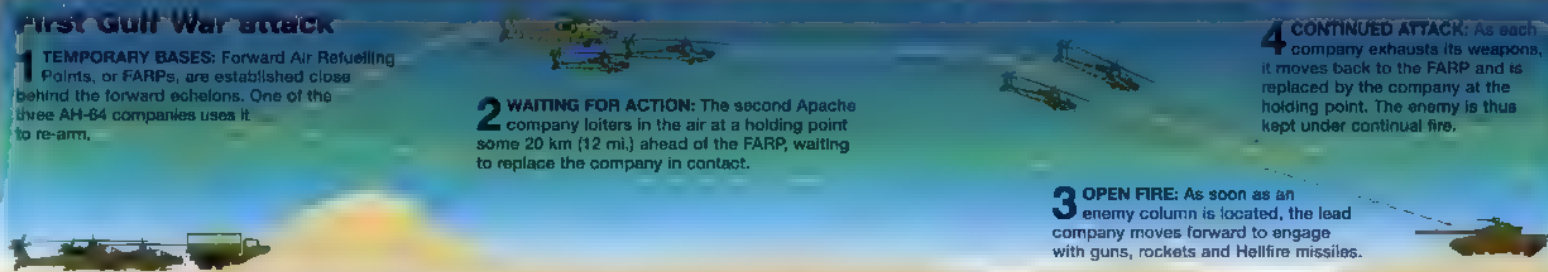 First Gulf War attack
1 TEMPORARY BASES: Forward Air Refuelling
Points, or FARPs, are established close
behind the forward echelons. One of the
three AH-64 companies uses it
to re-arm.
2 WAITING FOR ACTION: The second Apache
company loiters in the air at a holding point
some 20 km (12 mi.) ahead of the FARP, waiting
to replace the company in contact.
3 OPEN FIRE: As soon as an
enemy column is located, the lead
company moves forward to engage
with guns, rockets and Hellfire missiles.
4 CONTINUED ATTACK: As each
company exhausts its weapons,
it moves back to the FARP and is
replaced by the company at the
holding point. The enemy is thus
kept under continual fire.